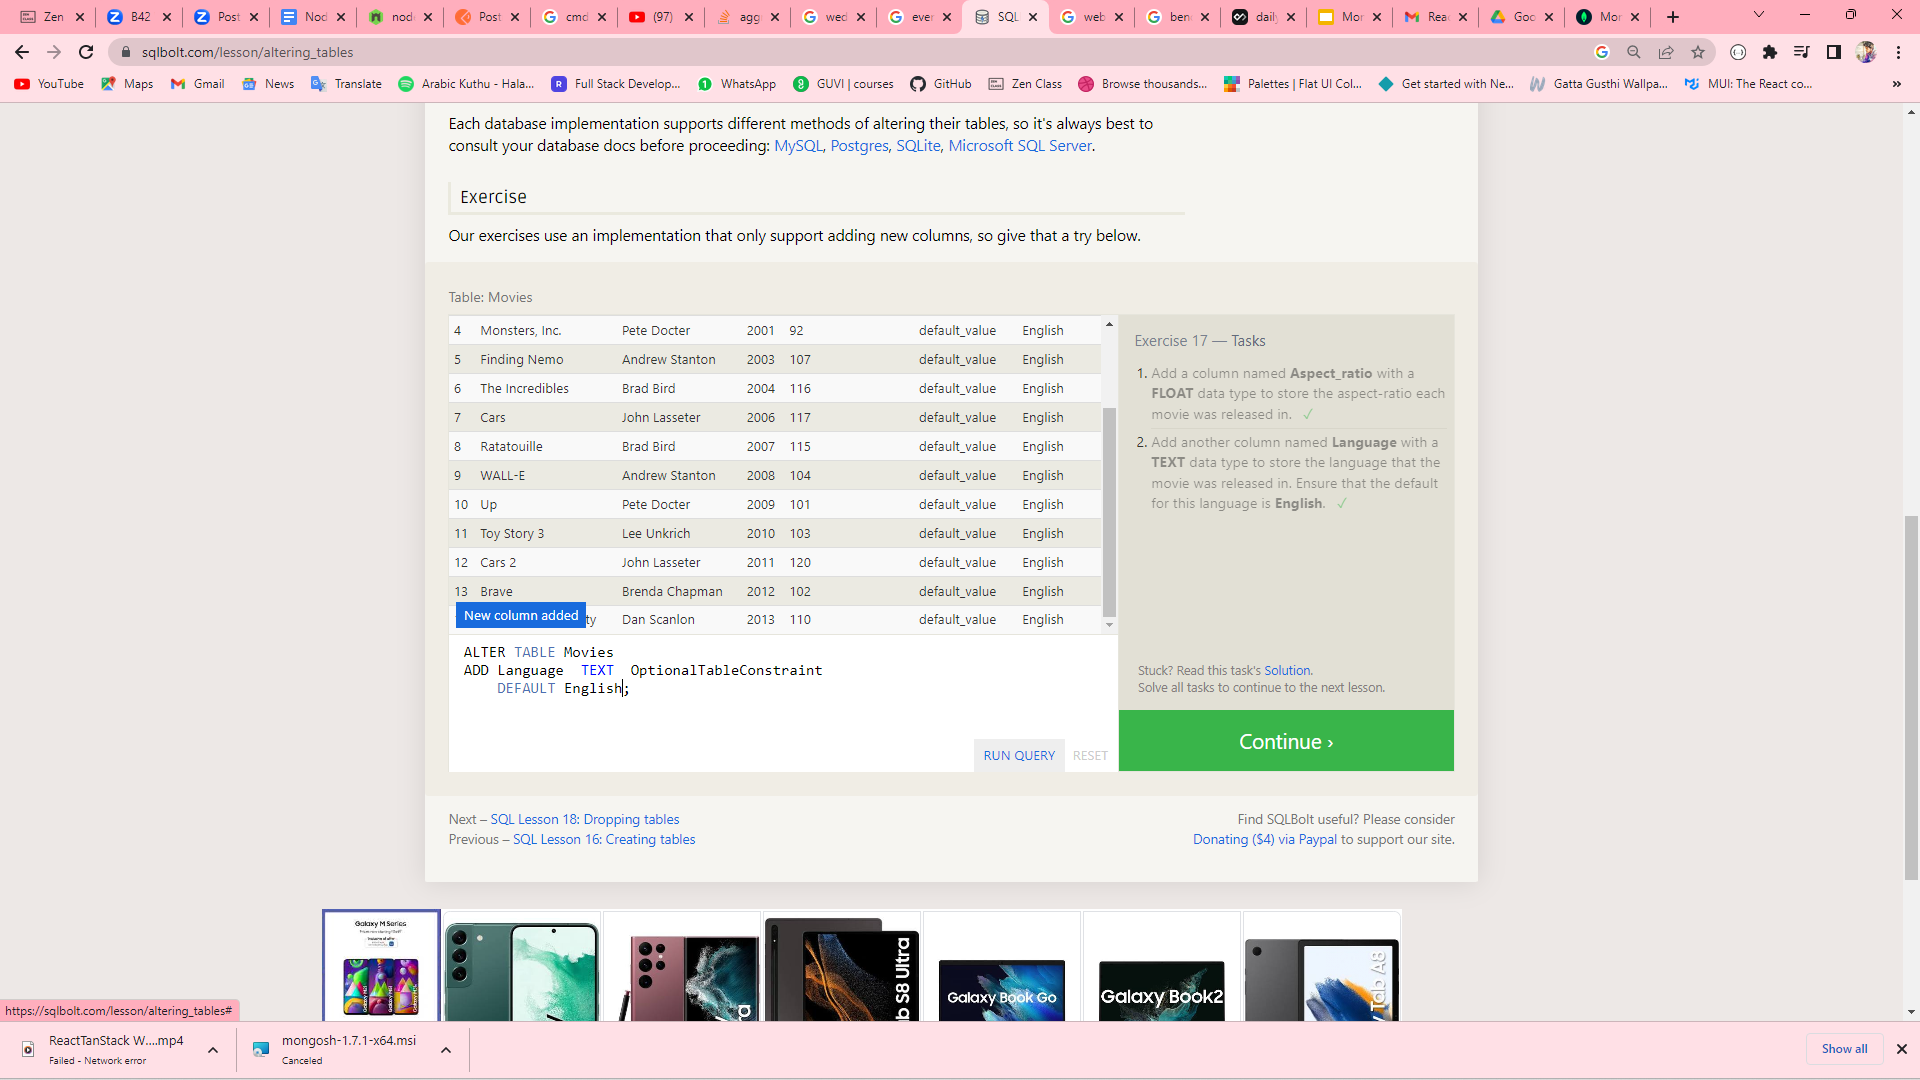 Zen
B42
Post
Nod
nod
Post
cmd
(97)
agg
wed
ever
SQL
web
ben
daily
Mor
Rea
Goo
Mor
sqlbolt.com/lesson/altering_tables
YouTube
Maps
Gmail
News
Translate
Arabic Kuthu - Hala...
Full Stack Develop...
WhatsApp
GUVI | courses
GitHub
Zen Class
Browse thousands...
Palettes | Flat UI Col...
Get started with Ne...
Gatta Gusthi Wallpa...
MUI: The React co...
»
Each database implementation supports different methods of altering their tables, so it's always best to
consult your database docs before proceeding: MySQL, Postgres, SQLite, Microsoft SQL Server.
Exercise
Our exercises use an implementation that only support adding new columns, so give that a try below.
Table: Movies
4 Monsters, Inc. Pete Docter 2001 92 default_value English
5 Finding Nemo Andrew Stanton 2003 107 default_value English
6 The Incredibles Brad Bird 2004 116 default_value English
7 Cars John Lasseter 2006 117 default_value English
8 Ratatouille Brad Bird 2007 115 default_value English
9 WALL-E Andrew Stanton 2008 104 default_value English
10 Up Pete Docter 2009 101 default_value English
11 Toy Story 3 Lee Unkrich 2010 103 default_value English
12 Cars 2 John Lasseter 2011 120 default_value English
13 Brave Brenda Chapman 2012 102 default_value English
New column added
ty Dan Scanlon 2013 110 default_value English
ALTER TABLE Movies
ADD Language TEXT OptionalTableConstraint
DEFAULT English;
RUN QUERY
RESET
Exercise 17 — Tasks
1. Add a column named Aspect_ratio with a
FLOAT data type to store the aspect-ratio each
movie was released in. ✓
2. Add another column named Language with a
TEXT data type to store the language that the
movie was released in. Ensure that the default
for this language is English. ✓
Stuck? Read this task's Solution.
Solve all tasks to continue to the next lesson.
Continue ›
Next – SQL Lesson 18: Dropping tables
Previous – SQL Lesson 16: Creating tables
Find SQLBolt useful? Please consider
Donating ($4) via Paypal to support our site.
Galaxy M Series
Galaxy Book Go
Galaxy Book2
b S8 Ultra
Tab A8
https://sqlbolt.com/lesson/altering_tables#
ReactTanStack W....mp4
Failed - Network error
mongosh-1.7.1-x64.msi
Canceled
Show all